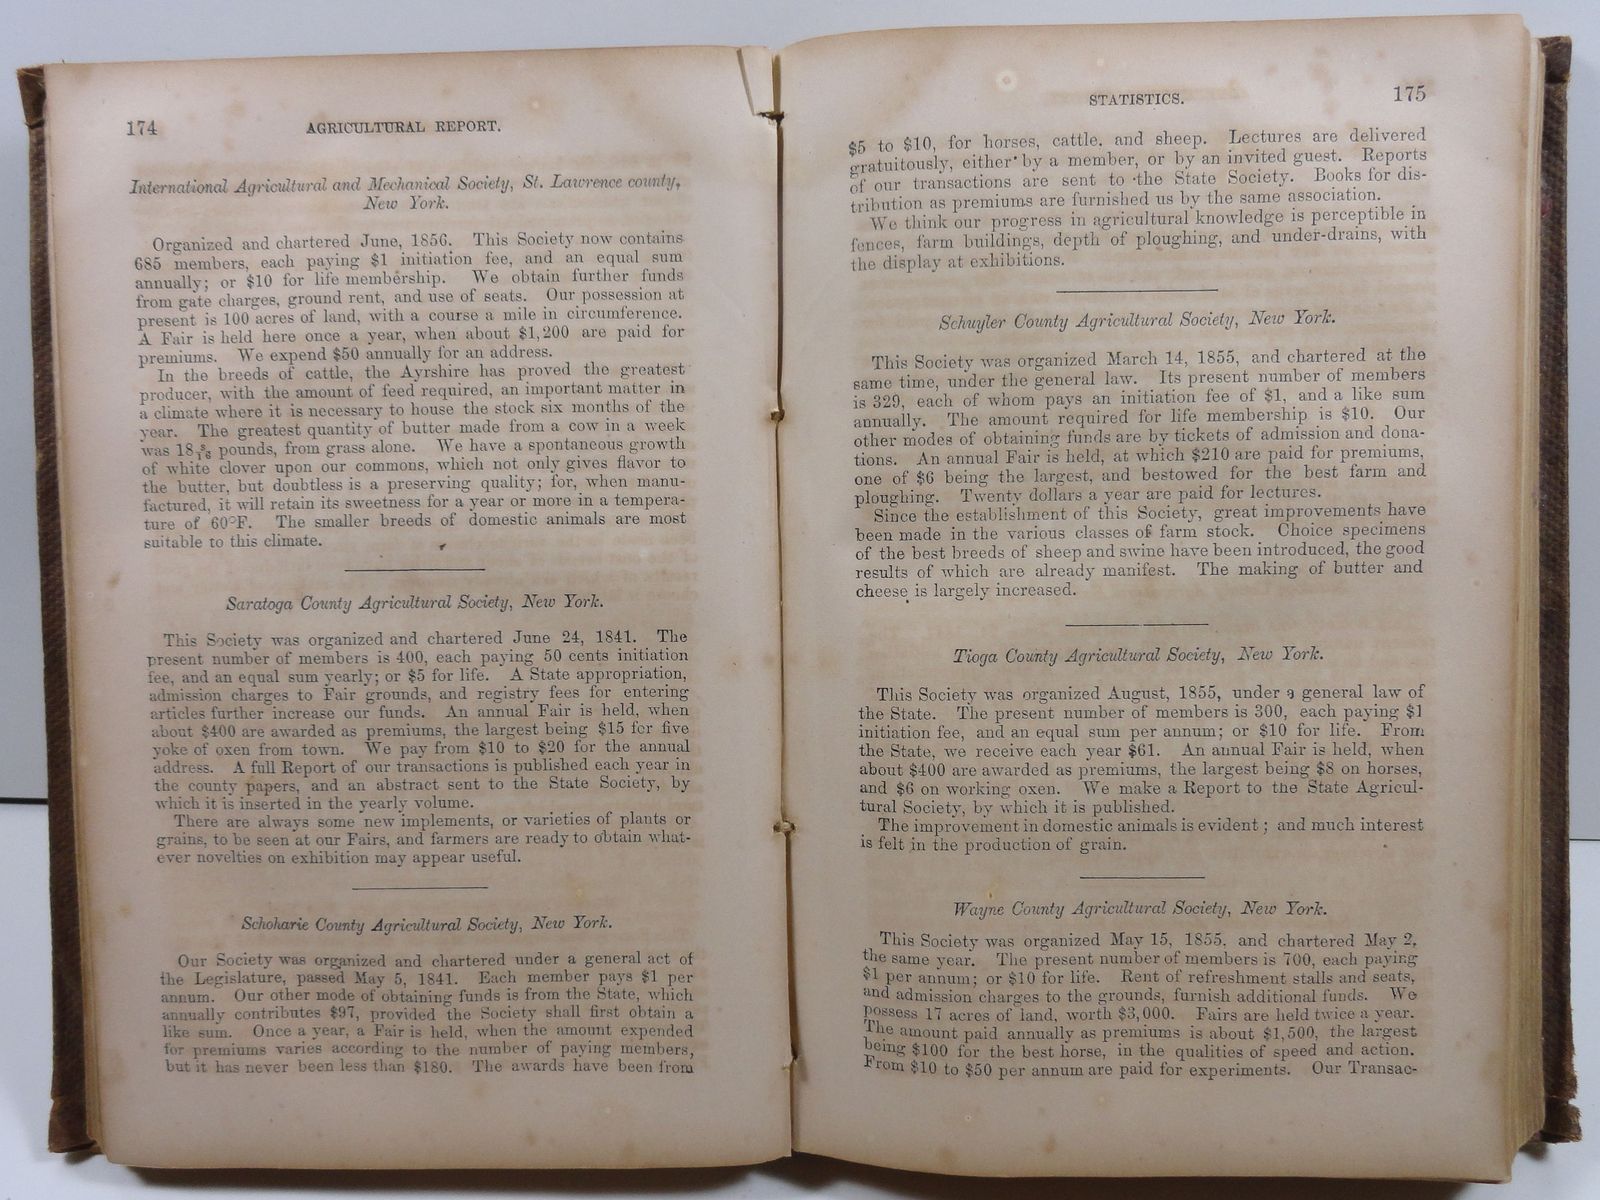 174
AGRICULTURAL REPORT.
International Agricultural and Mechanical Society, St. Lawrence county,
New York.
Organized and chartered June, 1856. This Society now contains
685 members, each paying $1 initiation fee, and an equal sum
annually; or $10 for life membership. We obtain further funds
from gate charges, ground rent, and use of seats. Our possession at
present is 100 acres of land, with a course a mile in circumference.
A Fair is held here once a year, when about $1,200 are paid for
premiums. We expend $50 annually for an address.
In the breeds of cattle, the Ayrshire has proved the greatest
producer, with the amount of feed required, an important matter in
a climate where it is necessary to house the stock six months of the
year. The greatest quantity of butter made from a cow in a week
was 18 pounds, from grass alone. We have a spontaneous growth
of white clover upon our commons, which not only gives flavor to
the butter, but doubtless is a preserving quality; for, when manu-
factured, it will retain its sweetness for a year or more in a tempera-
ture of 60°F. The smaller breeds of domestic animals are most
suitable to this climate.
Saratoga County Agricultural Society, New York.
This Society was organized and chartered June 24, 1841. The
present number of members is 400, each paying 50 cents initiation
fee, and an equal sum yearly; or $5 for life. A State appropriation,
admission charges to Fair grounds, and registry fees for entering
articles further increase our funds. An annual Fair is held, when
about $400 are awarded as premiums, the largest being $15 for five
yoke of oxen from town. We pay from $10 to $20 for the annual
address. A full Report of our transactions is published each year in
the county papers, and an abstract sent to the State Society, by
which it is inserted in the yearly volume.
There are always some new implements, or varieties of plants or
grains, to be seen at our Fairs, and farmers are ready to obtain what-
ever novelties on exhibition may appear useful.
Schoharie County Agricultural Society, New York.
Our Society was organized and chartered under a general act of
the Legislature, passed May 5, 1841. Each member pays $1 per
annum. Our other mode of obtaining funds is from the State, which
annually contributes $97, provided the Society shall first obtain a
like sum. Once a year, a Fair is held, when the amount expended
for premiums varies according to the number of paying members,
but it has never been less than $180. The awards have been from
STATISTICS.
175
$5 to $10, for horses, cattle, and sheep. Lectures are delivered
gratuitously, either by a member, or by an invited guest. Reports
of our transactions are sent to the State Society. Books for dis-
tribution as premiums are furnished us by the same association.
We think our progress in agricultural knowledge is perceptible in
fences, farm buildings, depth of ploughing, and under-drains, with
the display at exhibitions.
Schuyler County Agricultural Society, New York.
This Society was organized March 14, 1855, and chartered at the
same time, under the general law. Its present number of members
is 329, each of whom pays an initiation fee of $1, and a like sum
annually. The amount required for life membership is $10. Our
other modes of obtaining funds are by tickets of admission and dona-
tions. An annual Fair is held, at which $210 are paid for premiums,
one of $6 being the largest, and bestowed for the best farm and
ploughing. Twenty dollars a year are paid for lectures.
Since the establishment of this Society, great improvements have
been made in the various classes of farm stock. Choice specimens
of the best breeds of sheep and swine have been introduced, the good
results of which are already manifest. The making of butter and
cheese is largely increased.
Tioga County Agricultural Society, New York.
This Society was organized August, 1855, under a general law of
the State. The present number of members is 300, each paying $1
initiation fee, and an equal sum per annum; or $10 for life. From
the State, we receive each year $61. An annual Fair is held, when
about $400 are awarded as premiums, the largest being $8 on horses,
and $6 on working oxen. We make a Report to the State Agricul-
tural Society, by which it is published.
The improvement in domestic animals is evident; and much interest
is felt in the production of grain.
Wayne County Agricultural Society, New York.
This Society was organized May 15, 1855, and chartered May 2,
the same year. The present number of members is 700, each paying
$1 per annum; or $10 for life. Rent of refreshment stalls and seats,
and admission charges to the grounds, furnish additional funds. We
possess 17 acres of land, worth $3,000. Fairs are held twice a year.
The amount paid annually as premiums is about $1,500, the largest
being $100 for the best horse, in the qualities of speed and action.
From $10 to $50 per annum are paid for experiments. Our Transac-